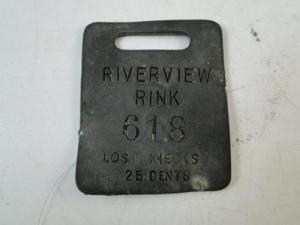 RIVERVIEW
RINK
618
LOST CHECKS
25 CENTS